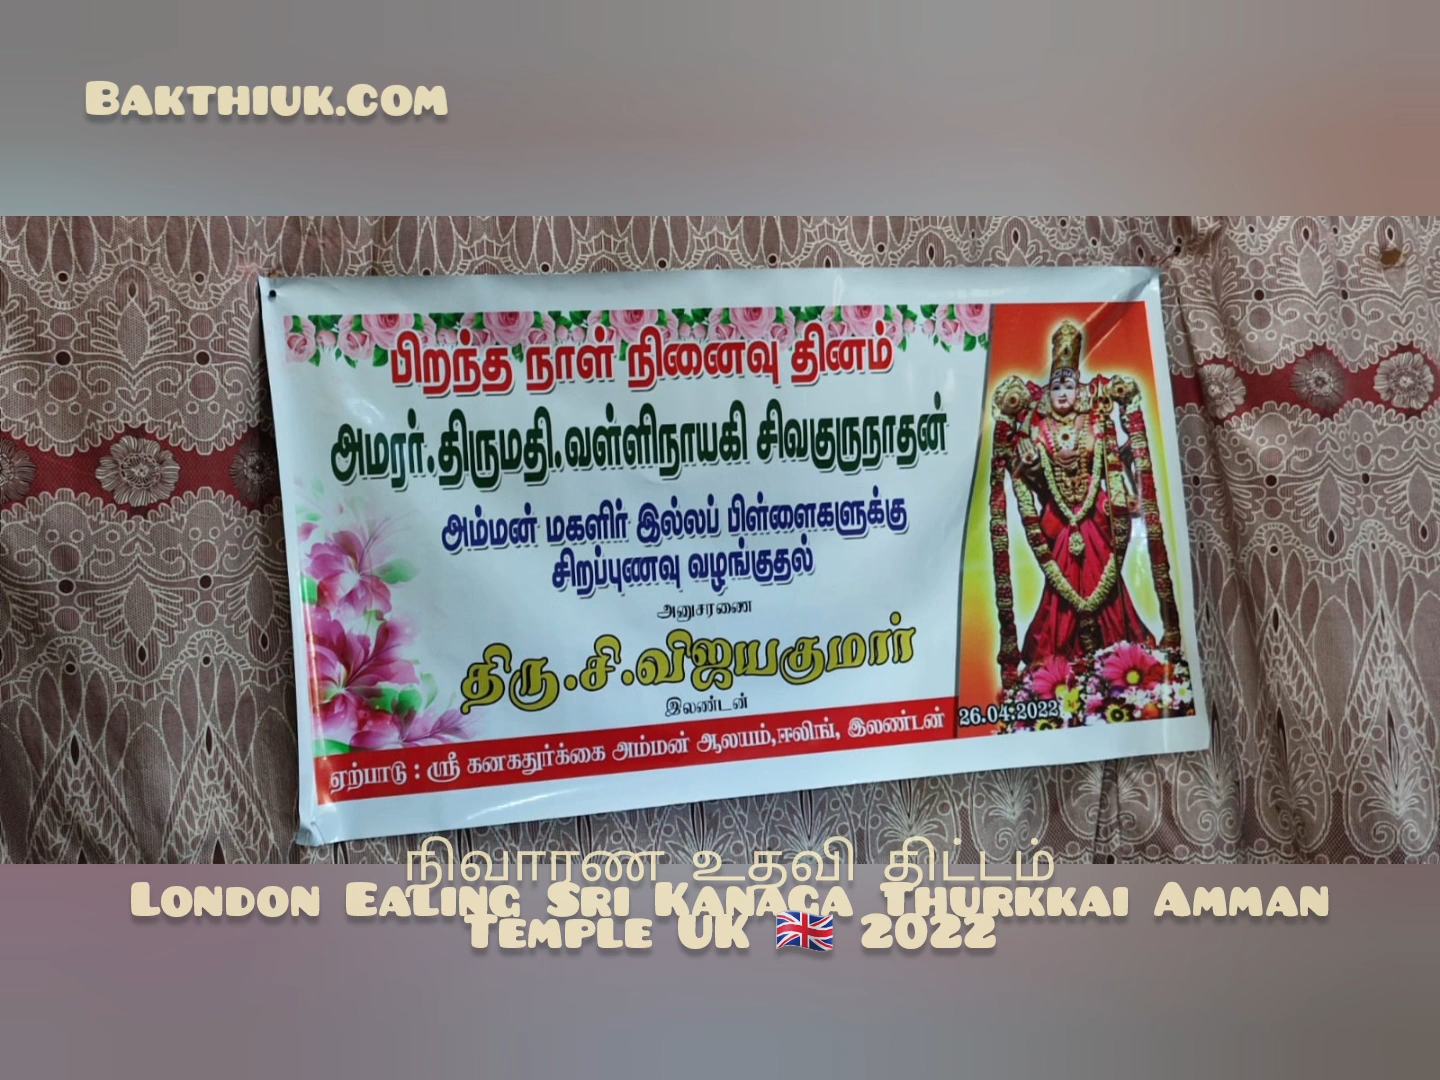 Bakthiuk.com
பிறந்த நாள் நினைவு தினம்
அமரர்.திருமதி.வள்ளிநாயகி சிவகுருநாதன்
அம்மன் மகளிர் இல்லப் பிள்ளைகளுக்கு
சிறப்புணவு வழங்குதல்
அனுசரணை
திரு.சி.விஜயகுமார்
இலண்டன்
ஏற்பாடு : ஸ்ரீ கனகதுர்க்கை அம்மன் ஆலயம்,ஈலிங், இலண்டன்
26.04.2022
நிவாரண உதவி திட்டம்
London Ealing Sri Kanaga Thurkkai Amman
Temple UK 🇬🇧 2022